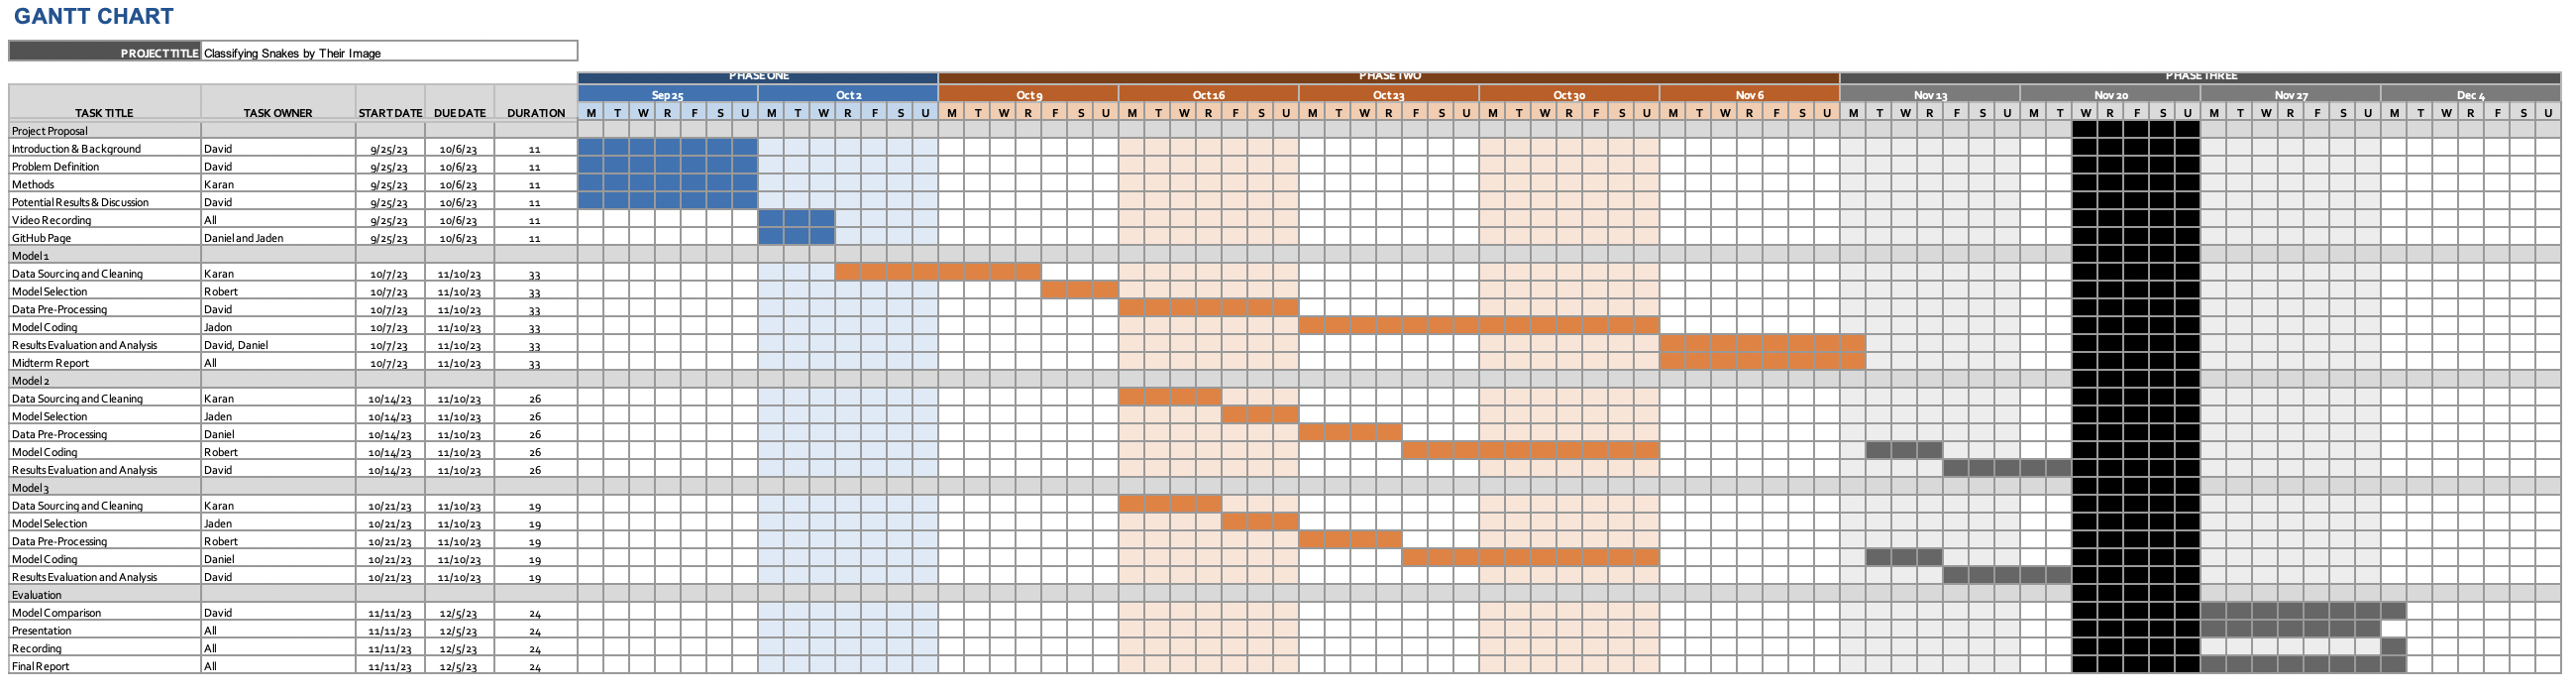 GANTT CHART
PROJECT TITLE Classifying Snakes by Their Image
PHASE ONE PHASE TWO PHASE THREE
Sep 25 Oct 2 Oct 9 Oct 16 Oct 23 Oct 30 Nov 6 Nov 13 Nov 20 Nov 27 Dec 4
TASK TITLE TASK OWNER START DATE DUE DATE DURATION M T W R F S U M T W R F S U M T W R F S U M T W R F S U M T W R F S U M T W R F S U M T W R F S U M T W R F S U M T W R F S U M T W R F S U M T W R F S U
Project Proposal
Introduction & Background David 9/25/23 10/6/23 11
Problem Definition David 9/25/23 10/6/23 11
Methods Karan 9/25/23 10/6/23 11
Potential Results & Discussion David 9/25/23 10/6/23 11
Video Recording All 9/25/23 10/6/23 11
GitHub Page Daniel and Jaden 9/25/23 10/6/23 11
Model 1
Data Sourcing and Cleaning Karan 10/7/23 11/10/23 33
Model Selection Robert 10/7/23 11/10/23 33
Data Pre-Processing David 10/7/23 11/10/23 33
Model Coding Jadon 10/7/23 11/10/23 33
Results Evaluation and Analysis David, Daniel 10/7/23 11/10/23 33
Midterm Report All 10/7/23 11/10/23 33
Model 2
Data Sourcing and Cleaning Karan 10/14/23 11/10/23 26
Model Selection Jaden 10/14/23 11/10/23 26
Data Pre-Processing Daniel 10/14/23 11/10/23 26
Model Coding Robert 10/14/23 11/10/23 26
Results Evaluation and Analysis David 10/14/23 11/10/23 26
Model 3
Data Sourcing and Cleaning Karan 10/21/23 11/10/23 19
Model Selection Jaden 10/21/23 11/10/23 19
Data Pre-Processing Robert 10/21/23 11/10/23 19
Model Coding Daniel 10/21/23 11/10/23 19
Results Evaluation and Analysis David 10/21/23 11/10/23 19
Evaluation
Model Comparison David 11/11/23 12/5/23 24
Presentation All 11/11/23 12/5/23 24
Recording All 11/11/23 12/5/23 24
Final Report All 11/11/23 12/5/23 24